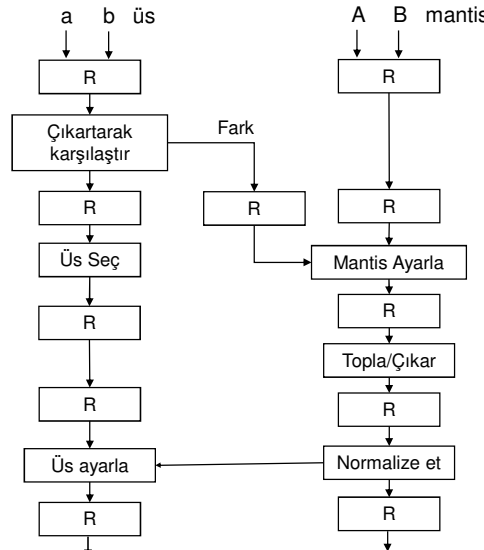 a b üs A B mantis
R R
Çıkartarak
karşılaştır
Fark
R R R
Üs Seç Mantis Ayarla
R R
Topla/Çıkar
R R
Üs ayarla Normalize et
R R